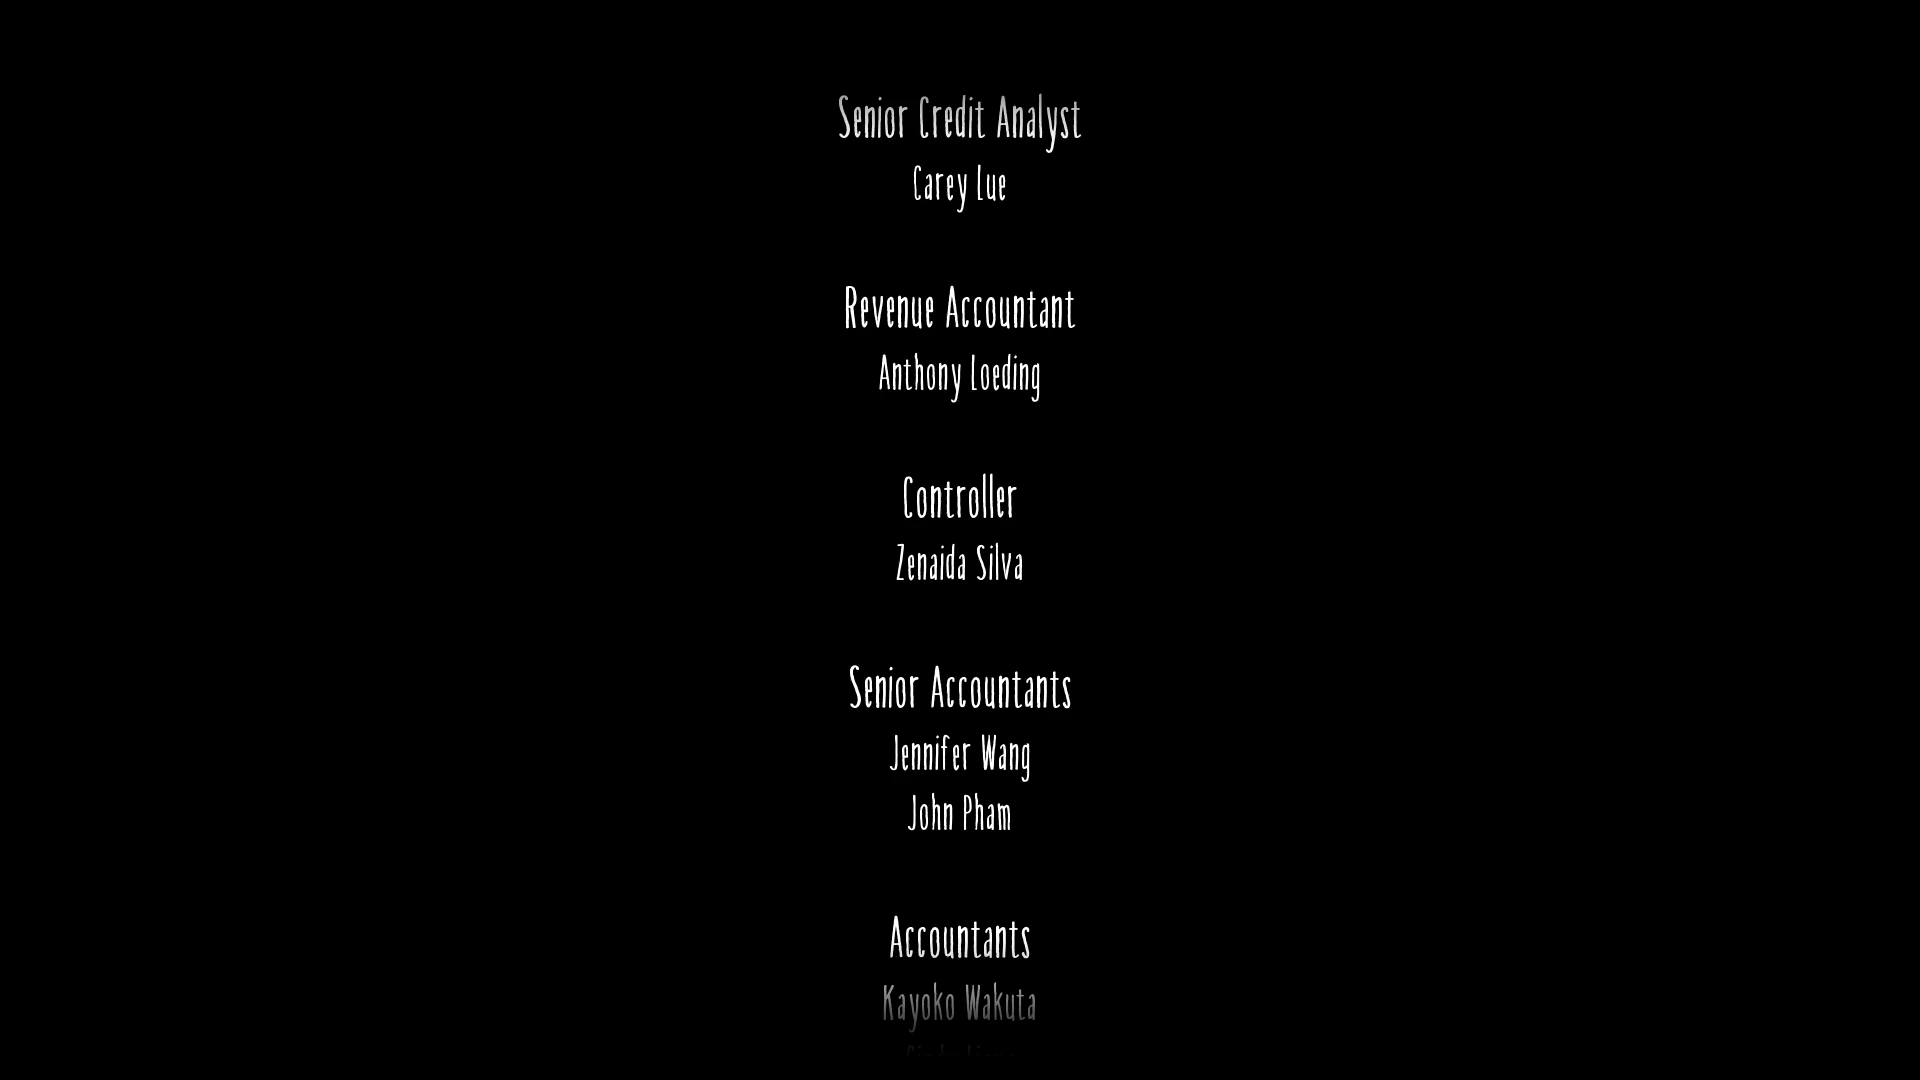 Senior Credit Analyst
Carey Lue
Revenue Accountant
Anthony Loeding
Controller
Zenaida Silva
Senior Accountants
Jennifer Wang
John Pham
Accountants
Kayoko Wakuta